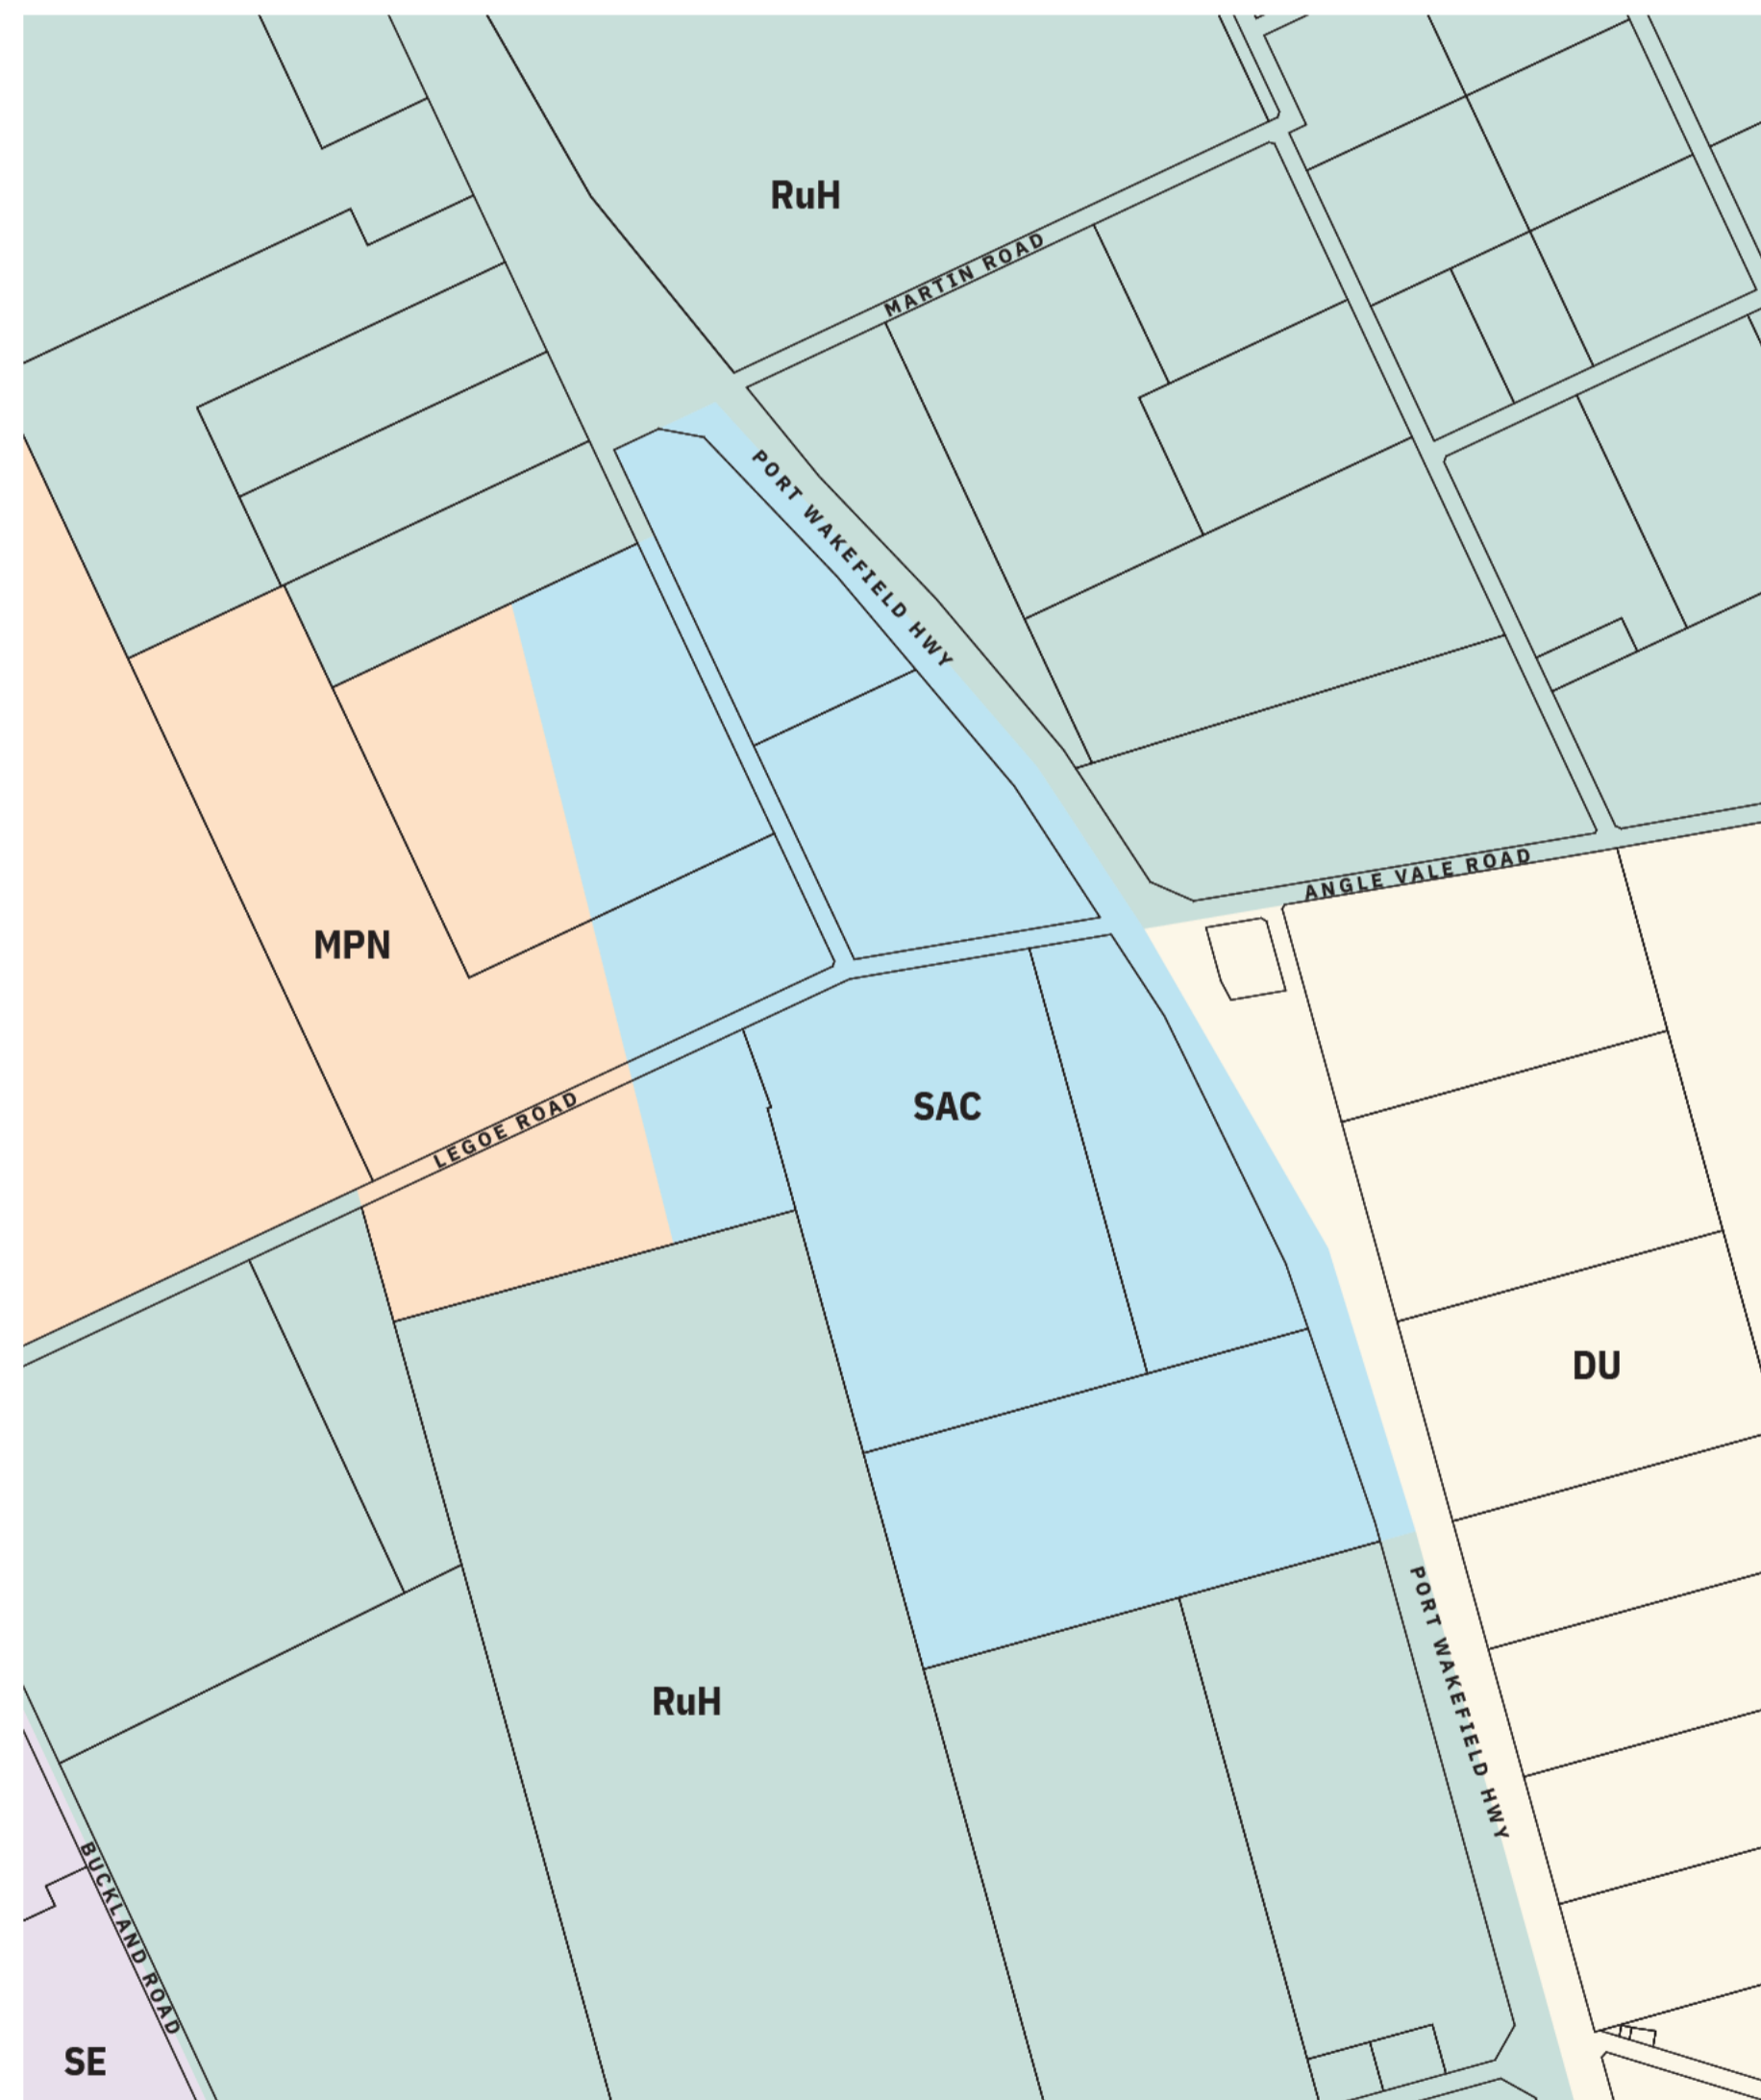 RuH
MARTIN ROAD
PORT WAKEFIELD HWY
ANGLE VALE ROAD
MPN
SAC
LEGOE ROAD
DU
RuH
PORT WAKEFIELD HWY
BUCKLAND ROAD
SE